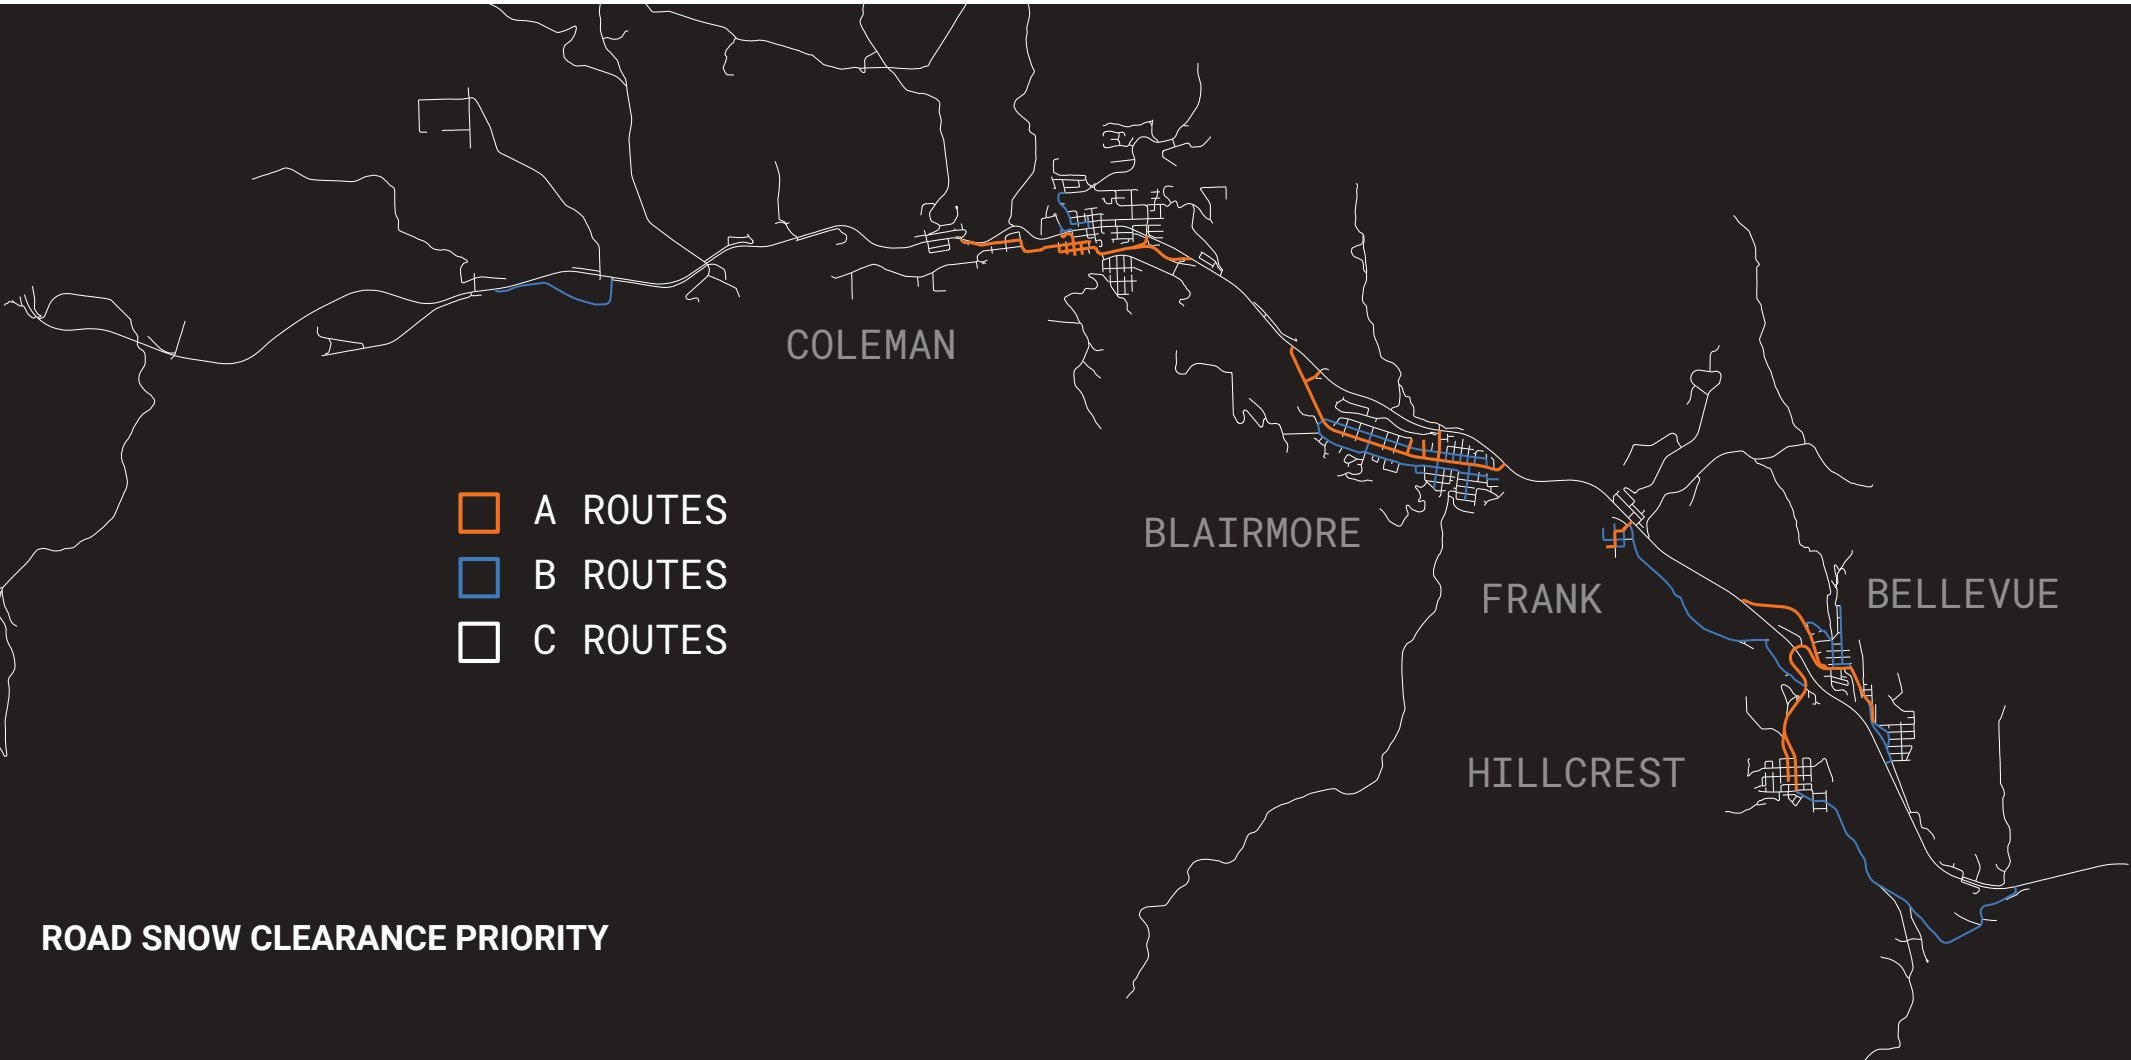 COLEMAN
A ROUTES
BLAIRMORE
B ROUTES
FRANK
BELLEVUE
C ROUTES
HILLCREST
ROAD SNOW CLEARANCE PRIORITY